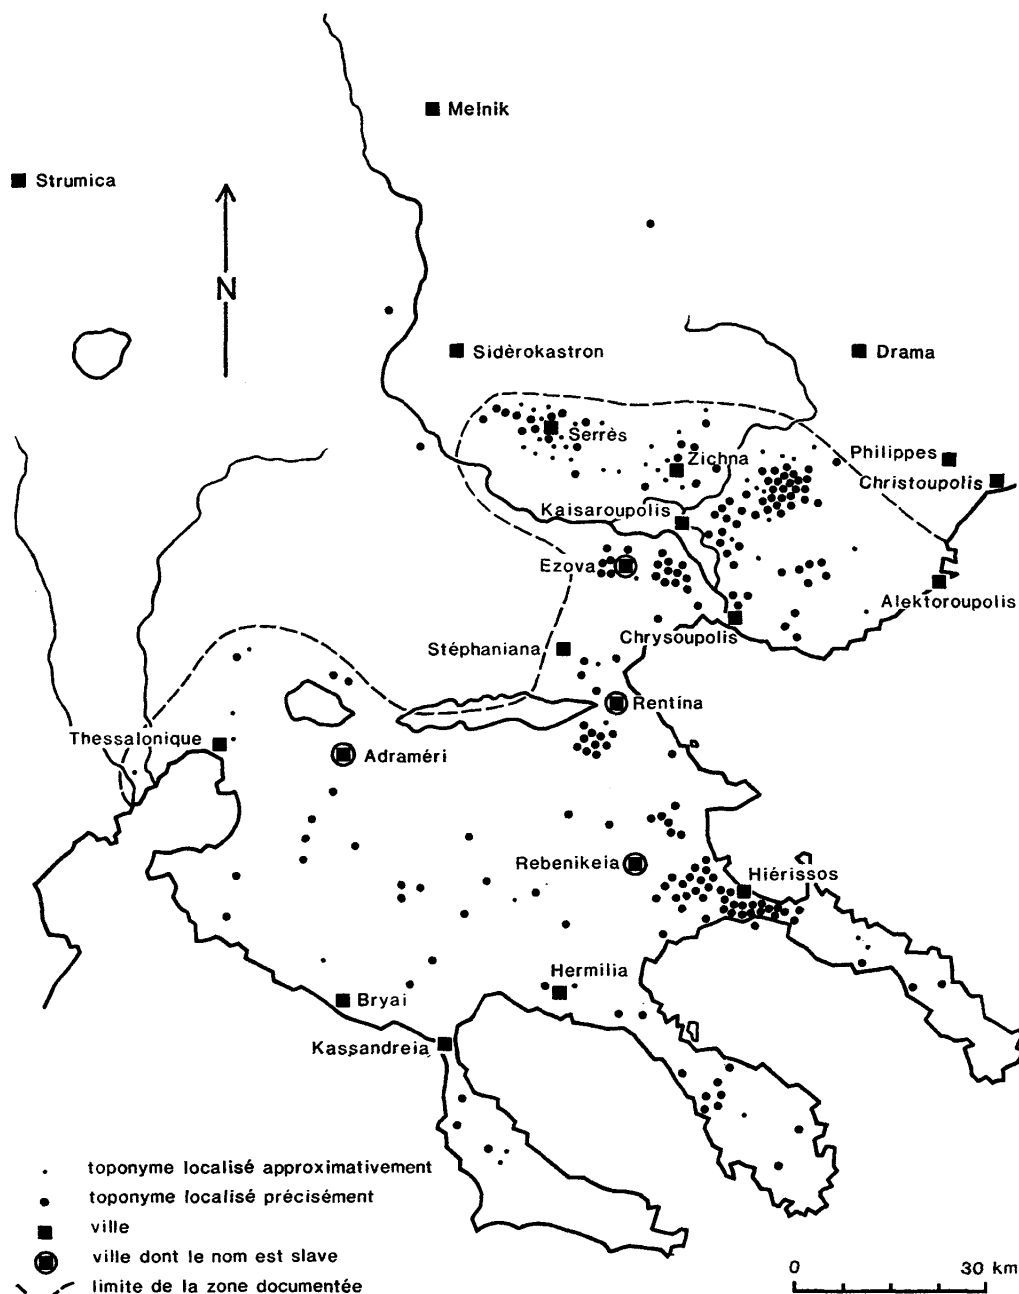 Melnik
Strumica
N
Sidèrokastron
Drama
Serrès
Philippes
Zichna
Christoupolis
Kaisaroupolis
Ezova
Alektoroupolis
Chrysoupolis
Stéphaniana
Rentina
Thessalonique
Adraméri
Rebenikeia
Hiérissos
Hermilia
Bryai
Kassandreia
toponyme localisé approximativement
toponyme localisé précisément
ville
ville dont le nom est slave
limite de la zone documentée
0 30 km